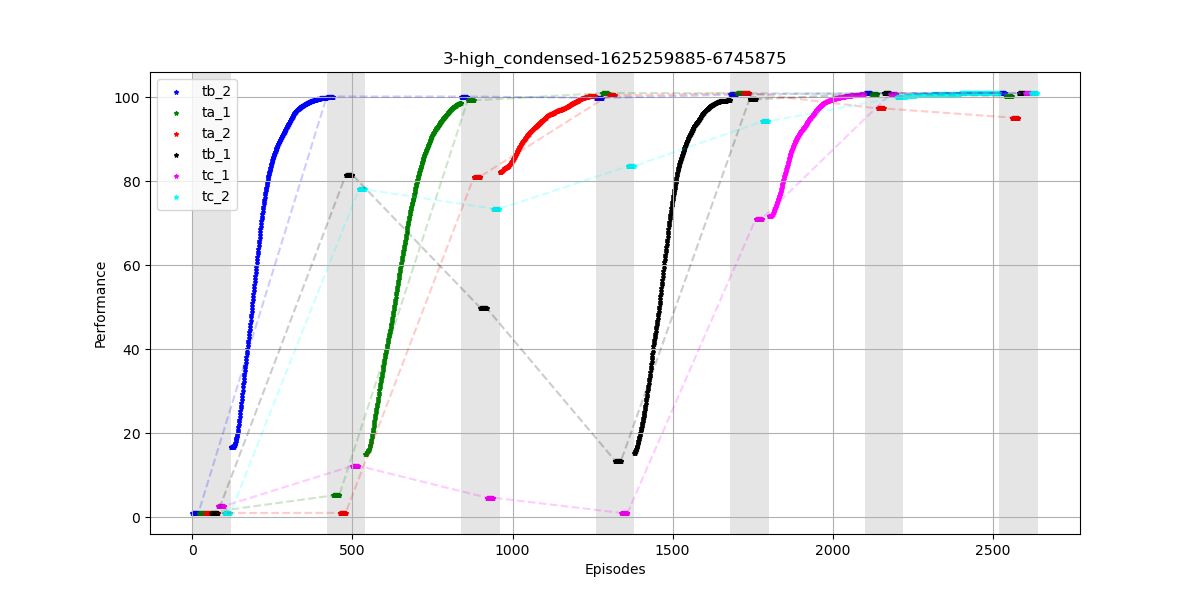 3-high_condensed-1625259885-6745875
100
80
60
40
20
0
Performance
tb_2
ta_1
ta_2
tb_1
tc_1
tc_2
0
500
1000
1500
2000
2500
Episodes